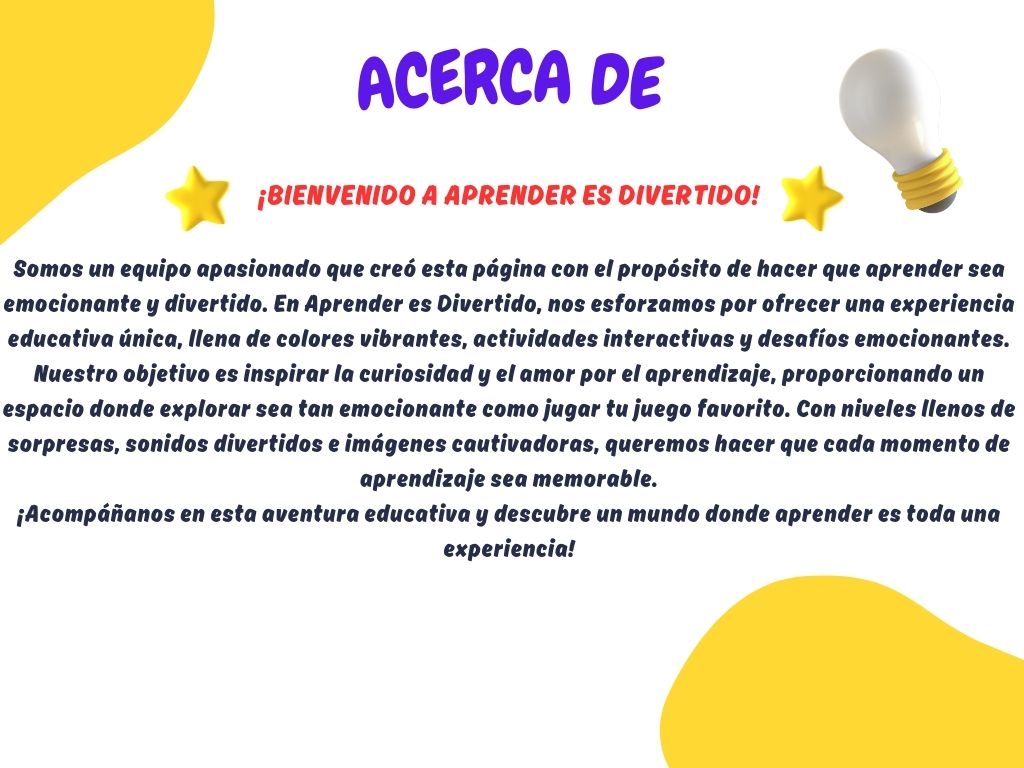 ACERCA DE
¡BIENVENIDO A APRENDER ES DIVERTIDO!
Somos un equipo apasionado que creó esta página con el propósito de hacer que aprender sea
emocionante y divertido. En Aprender es Divertido, nos esforzamos por ofrecer una experiencia
educativa única, llena de colores vibrantes, actividades interactivas y desafíos emocionantes.
Nuestro objetivo es inspirar la curiosidad y el amor por el aprendizaje, proporcionando un
espacio donde explorar sea tan emocionante como jugar tu juego favorito. Con niveles llenos de
sorpresas, sonidos divertidos e imágenes cautivadoras, queremos hacer que cada momento de
aprendizaje sea memorable.
¡Acompáñanos en esta aventura educativa y descubre un mundo donde aprender es toda una
experiencia!